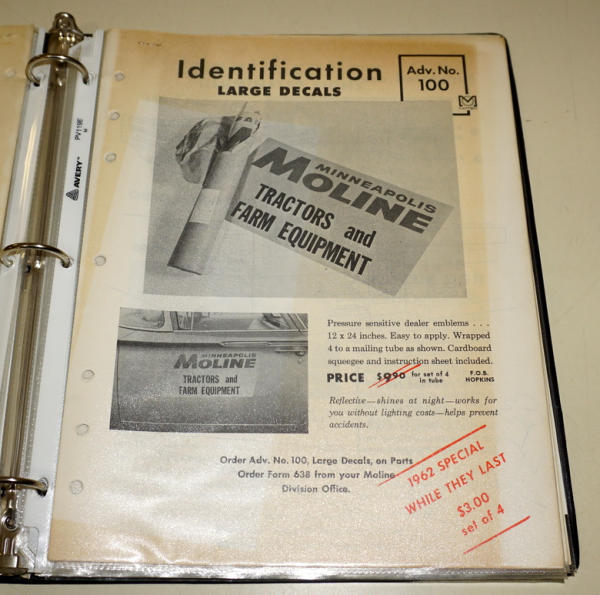 Identification
LARGE DECALS
Adv. No.
100
MINNEAPOLIS
MOLINE
TRACTORS and
FARM EQUIPMENT
MINNEAPOLIS
MOLINE
TRACTORS and
FARM EQUIPMENT
Pressure sensitive dealer emblems . . .
12 x 24 inches. Easy to apply. Wrapped
4 to a mailing tube as shown. Cardboard
squeegee and instruction sheet included.
PRICE $9.90 for set of 4 in tube F.O.B. HOPKINS
Reflective—shines at night—works for
you without lighting costs—helps prevent
accidents.
Order Adv. No. 100, Large Decals, on Parts
Order Form 638 from your Moline
Division Office.
1962 SPECIAL
WHILE THEY LAST
$3.00
set of 4
AVERY
PV119E